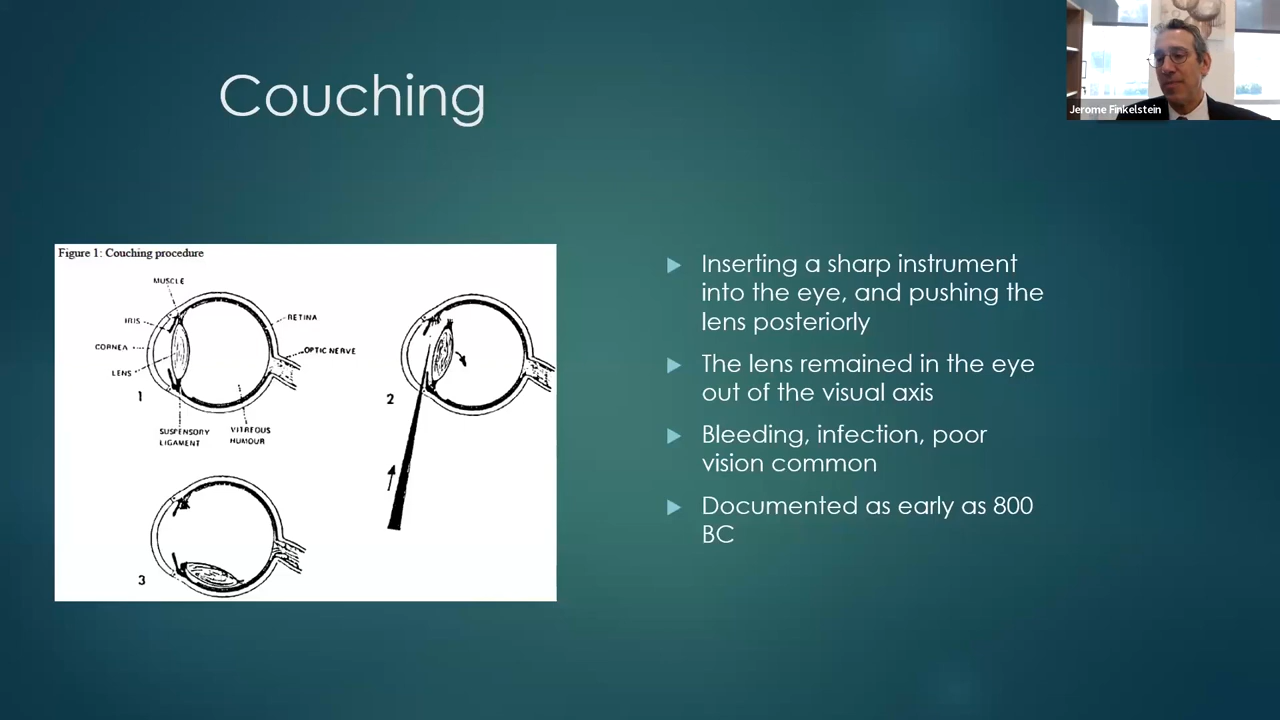 Couching
Jerome Finkelstein
Figure 1: Couching procedure
MUSCLE
IRIS
CORNEA
LENS
RETINA
OPTIC NERVE
1
SUSPENSORY
LIGAMENT
VITREOUS
HUMOUR
2
3
Inserting a sharp instrument
into the eye, and pushing the
lens posteriorly
The lens remained in the eye
out of the visual axis
Bleeding, infection, poor
vision common
Documented as early as 800
BC